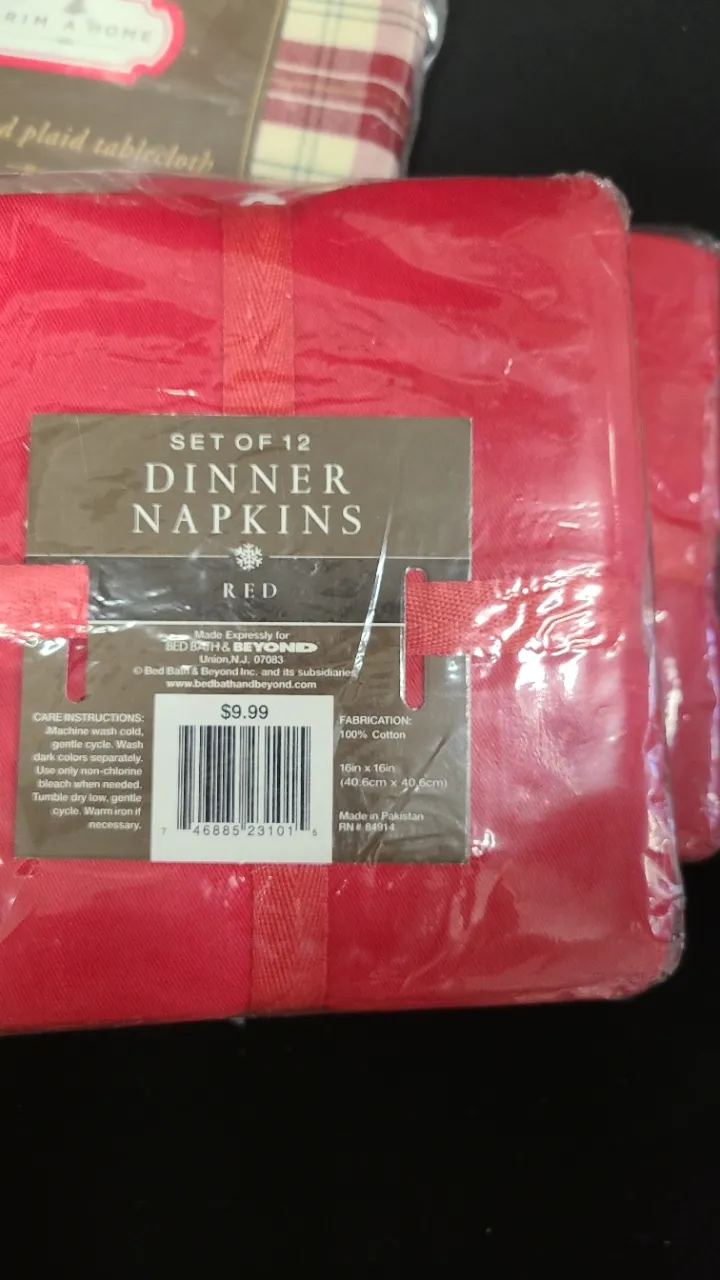 RIM A HOME
d plaid tablecloth
SET OF 12
DINNER
NAPKINS
RED
Made Expressly for
BED BATH & BEYOND
Union, N.J. 07083
© Bed Bath & Beyond Inc. and its subsidiaries
www.bedbathandbeyond.com
CARE INSTRUCTIONS:
Machine wash cold,
gentle cycle. Wash
dark colors separately.
Use only non-chlorine
bleach when needed.
Tumble dry low, gentle
cycle. Warm iron if
necessary.
$9.99
7 46885 23101 5
FABRICATION:
100% Cotton
16in x 16in
(40.6cm x 40.6cm)
Made in Pakistan
RN# 84914